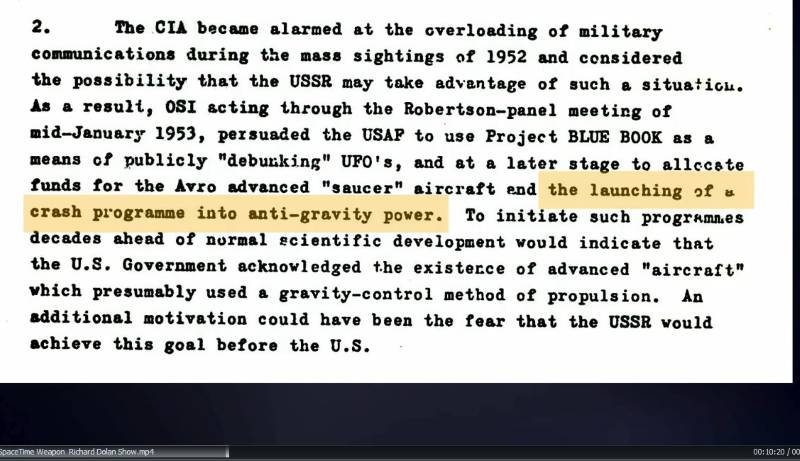 2. The CIA became alarmed at the overloading of military
communications during the mass sightings of 1952 and considered
the possibility that the USSR may take advantage of such a situation.
As a result, OSI acting through the Robertson-panel meeting of
mid-January 1953, persuaded the USAF to use Project BLUE BOOK as a
means of publicly "debunking" UFO's, and at a later stage to allocate
funds for the Avro advanced "saucer" aircraft and the launching of a
crash programme into anti-gravity power. To initiate such programmes
decades ahead of normal scientific development would indicate that
the U.S. Government acknowledged the existence of advanced "aircraft"
which presumably used a gravity-control method of propulsion. An
additional motivation could have been the fear that the USSR would
achieve this goal before the U.S.
SpaceTime Weapon Richard Dolan Show.mp4 00:10:20 / 00